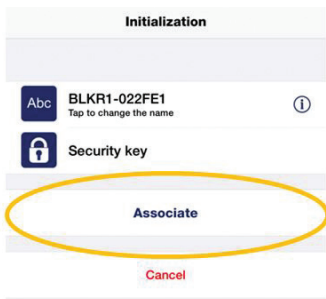 Initialization
Abc
BLKR1-022FE1
Tap to change the name
Security key
Associate
Cancel